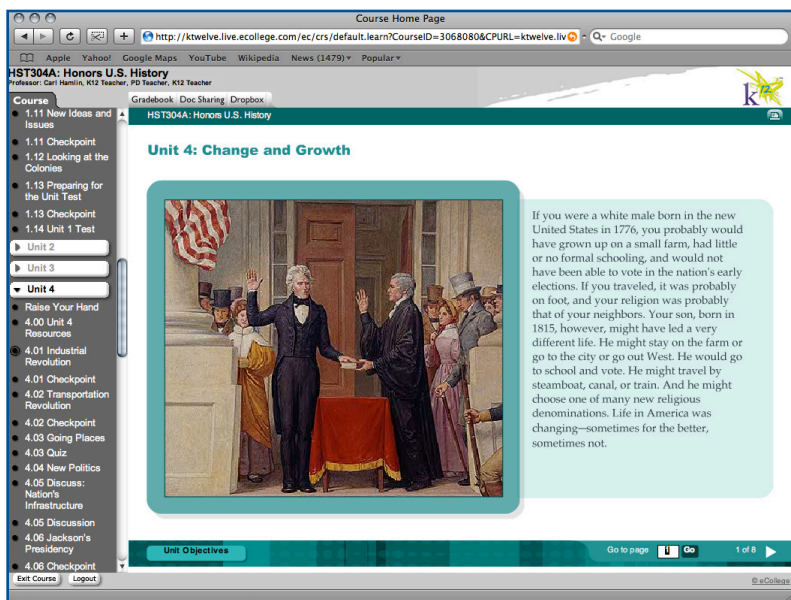 Course Home Page
http://ktwelve.live.ecollege.com/ec/crs/default.learn?CourseID=3068080&CPURL=ktwelve.liv
Google
Apple Yahoo! Google Maps YouTube Wikipedia News (1479) Popular
HST304A: Honors U.S. History
Professor: Carl Hamlin, K12 Teacher, PD Teacher, K12 Teacher
k12
Course
Gradebook Doc Sharing Dropbox
HST304A: Honors U.S. History
1.11 New Ideas and
Issues
1.11 Checkpoint
1.12 Looking at the
Colonies
1.13 Preparing for
the Unit Test
1.13 Checkpoint
1.14 Unit 1 Test
Unit 2
Unit 3
Unit 4
Raise Your Hand
4.00 Unit 4
Resources
4.01 Industrial
Revolution
4.01 Checkpoint
4.02 Transportation
Revolution
4.02 Checkpoint
4.03 Going Places
4.03 Quiz
4.04 New Politics
4.05 Discuss:
Nation's
Infrastructure
4.05 Discussion
4.06 Jackson's
Presidency
4.06 Checkpoint
Exit Course Logout
Unit 4: Change and Growth
If you were a white male born in the new
United States in 1776, you probably would
have grown up on a small farm, had little
or no formal schooling, and would not
have been able to vote in the nation's early
elections. If you traveled, it was probably
on foot, and your religion was probably
that of your neighbors. Your son, born in
1815, however, might have led a very
different life. He might stay on the farm or
go to the city or go out West. He would go
to school and vote. He might travel by
steamboat, canal, or train. And he might
choose one of many new religious
denominations. Life in America was
changing—sometimes for the better,
sometimes not.
Unit Objectives
Go to page 1 Go 1 of 8
© eCollege